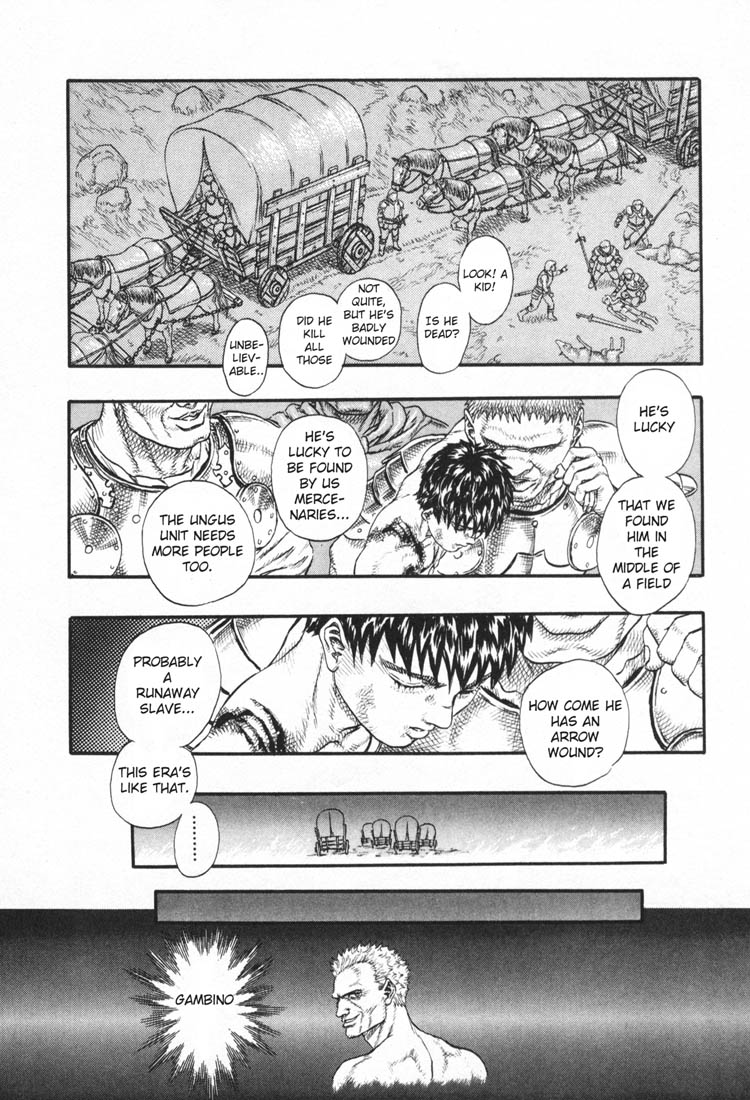 LOOK! A
KID!
IS HE
DEAD?
NOT
QUITE,
BUT HE'S
BADLY
WOUNDED
DID HE
KILL
ALL
THOSE
UNBE-
LIEV-
ABLE..
HE'S
LUCKY
THAT WE
FOUND
HIM IN
THE
MIDDLE OF
A FIELD
HE'S
LUCKY TO
BE FOUND
BY US
MERCE-
NARIES...
THE UNGUS
UNIT NEEDS
MORE PEOPLE
TOO.
HOW COME HE
HAS AN
ARROW
WOUND?
PROBABLY
A
RUNAWAY
SLAVE...
THIS ERA'S
LIKE THAT.
.........
GAMBINO